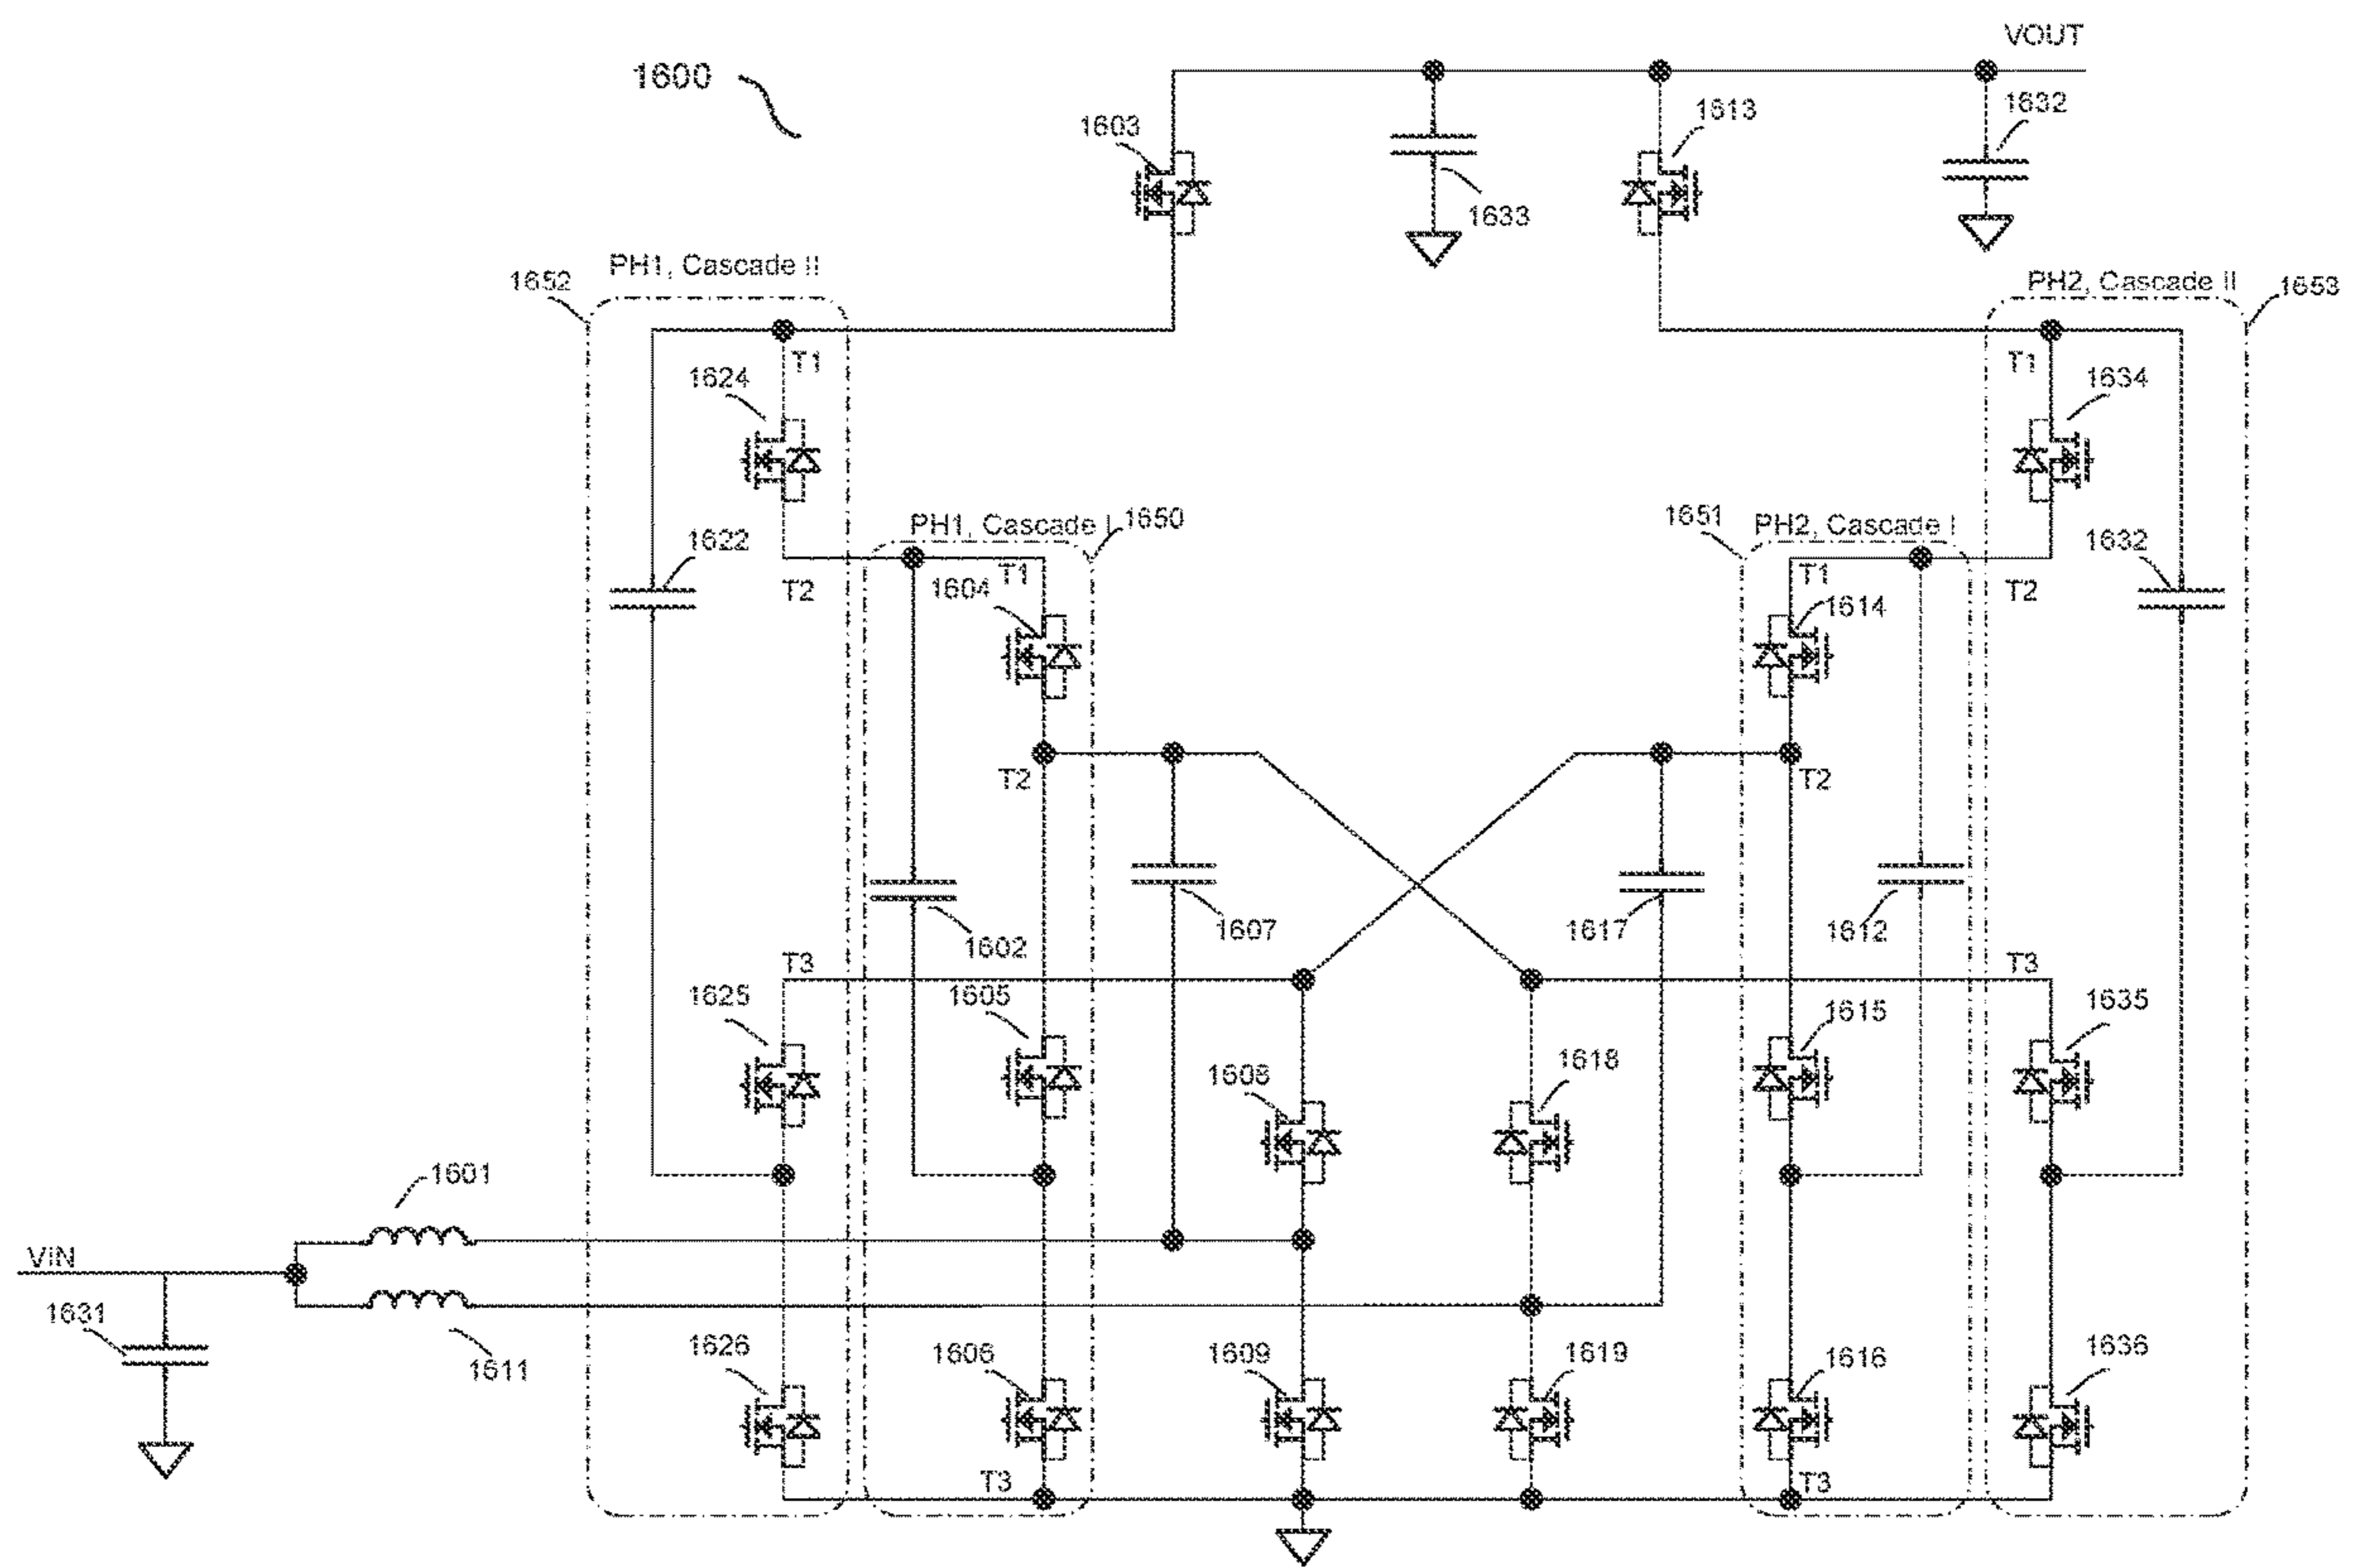 VOUT
1600
1632
1613
1603
1633
PH1, Cascade II
PH2, Cascade II
1652
1653
T1
T1
1624
1634
PH1, Cascade I
1650
1651
PH2, Cascade I
1622
1632
T2
1604
T1
T1
1614
T2
T2
T2
1602
1607
1617
1612
T3
T3
1625
1605
1615
1635
1608
1618
1601
VIN
1631
1611
1626
1606
1609
1619
1616
1636
T3
T3